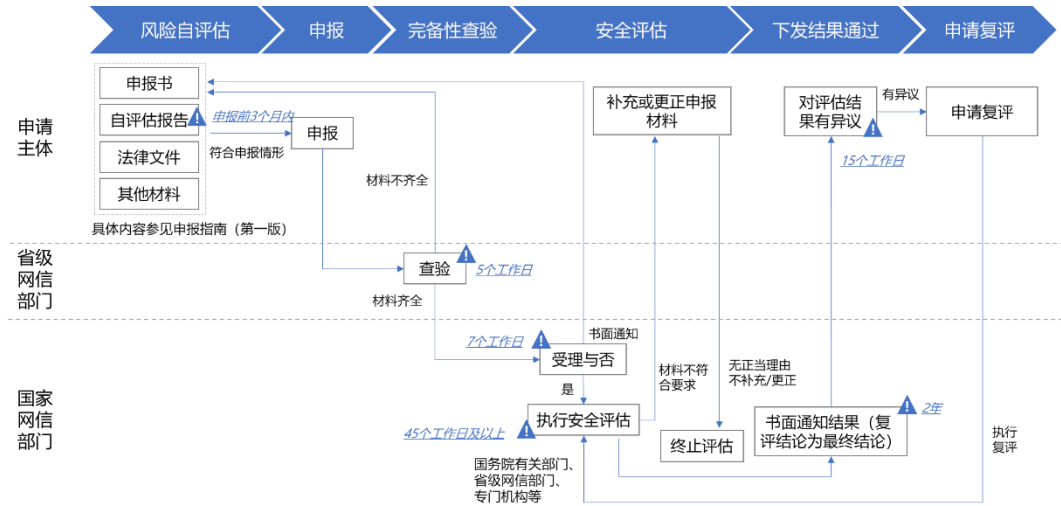 风险自评估
申报
完备性查验
安全评估
下发结果通过
申请复评
申请
主体
申报书
自评估报告
法律文件
其他材料
具体内容参见申报指南（第一版）
申报前3个月内
符合申报情形
申报
材料不齐全
补充或更正申报
材料
对评估结
果有异议
15个工作日
有异议
申请复评
省级
网信
部门
查验
5个工作日
材料齐全
国家
网信
部门
7个工作日
书面通知
受理与否
是
45个工作日及以上
执行安全评估
国务院有关部门、
省级网信部门、
专门机构等
材料不符
合要求
无正当理由
不补充/更正
终止评估
书面通知结果（复
评结论为最终结论）
2年
执行
复评